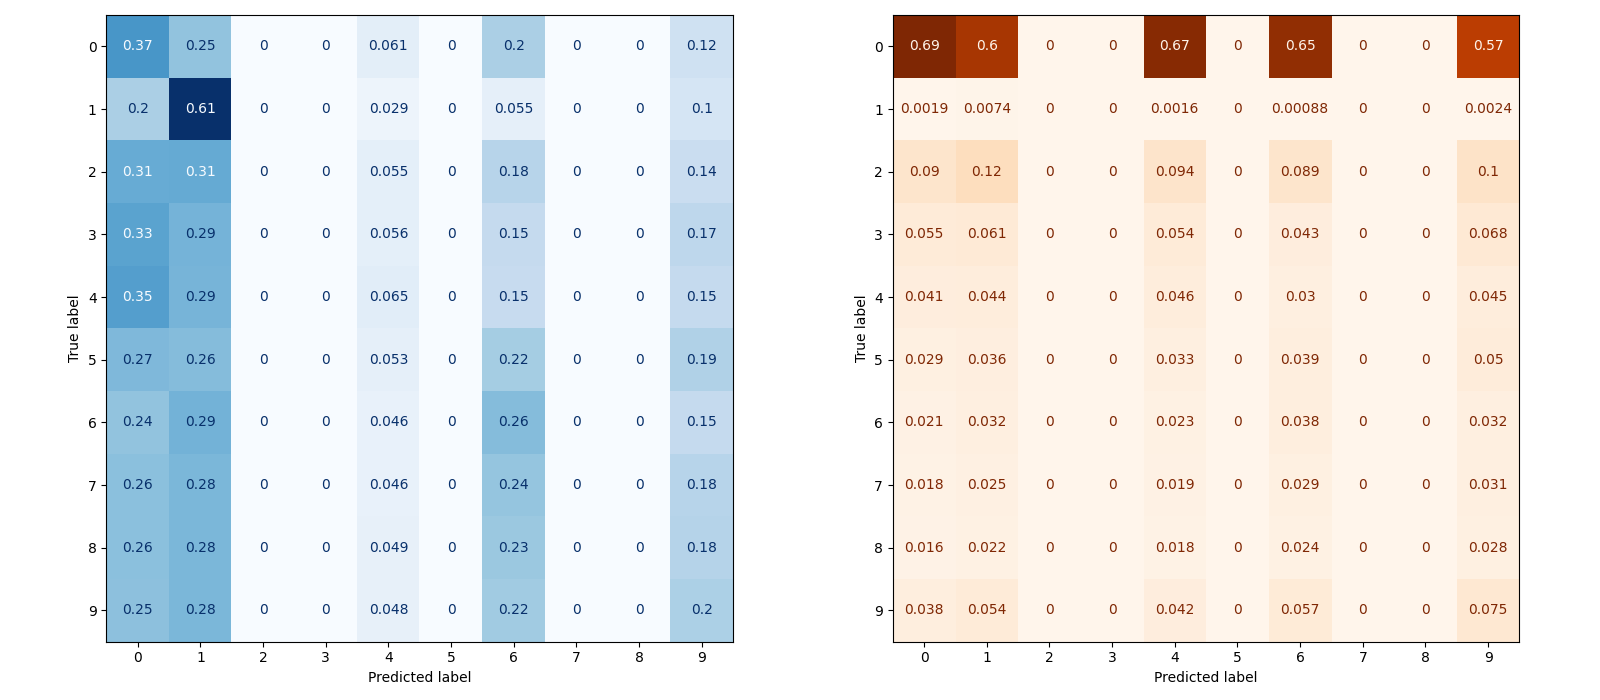 0 0.37 0.25 0 0 0.061 0 0.2 0 0 0.12
1 0.2 0.61 0 0 0.029 0 0.055 0 0 0.1
2 0.31 0.31 0 0 0.055 0 0.18 0 0 0.14
3 0.33 0.29 0 0 0.056 0 0.15 0 0 0.17
4 0.35 0.29 0 0 0.065 0 0.15 0 0 0.15
5 0.27 0.26 0 0 0.053 0 0.22 0 0 0.19
6 0.24 0.29 0 0 0.046 0 0.26 0 0 0.15
7 0.26 0.28 0 0 0.046 0 0.24 0 0 0.18
8 0.26 0.28 0 0 0.049 0 0.23 0 0 0.18
9 0.25 0.28 0 0 0.048 0 0.22 0 0 0.2
0 1 2 3 4 5 6 7 8 9
True label
Predicted label
0 0.69 0.6 0 0 0.67 0 0.65 0 0 0.57
1 0.0019 0.0074 0 0 0.0016 0 0.00088 0 0 0.0024
2 0.09 0.12 0 0 0.094 0 0.089 0 0 0.1
3 0.055 0.061 0 0 0.054 0 0.043 0 0 0.068
4 0.041 0.044 0 0 0.046 0 0.03 0 0 0.045
5 0.029 0.036 0 0 0.033 0 0.039 0 0 0.05
6 0.021 0.032 0 0 0.023 0 0.038 0 0 0.032
7 0.018 0.025 0 0 0.019 0 0.029 0 0 0.031
8 0.016 0.022 0 0 0.018 0 0.024 0 0 0.028
9 0.038 0.054 0 0 0.042 0 0.057 0 0 0.075
0 1 2 3 4 5 6 7 8 9
True label
Predicted label